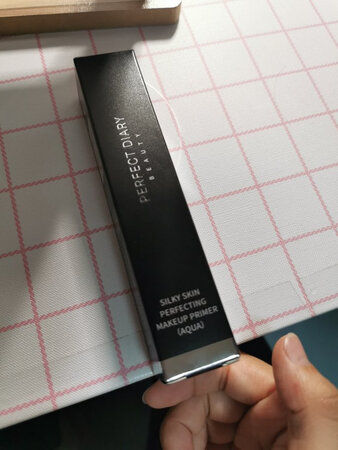 PERFECT DIARY
BEAUTY
SILKY SKIN
PERFECTING
MAKEUP PRIMER
(AQUA)